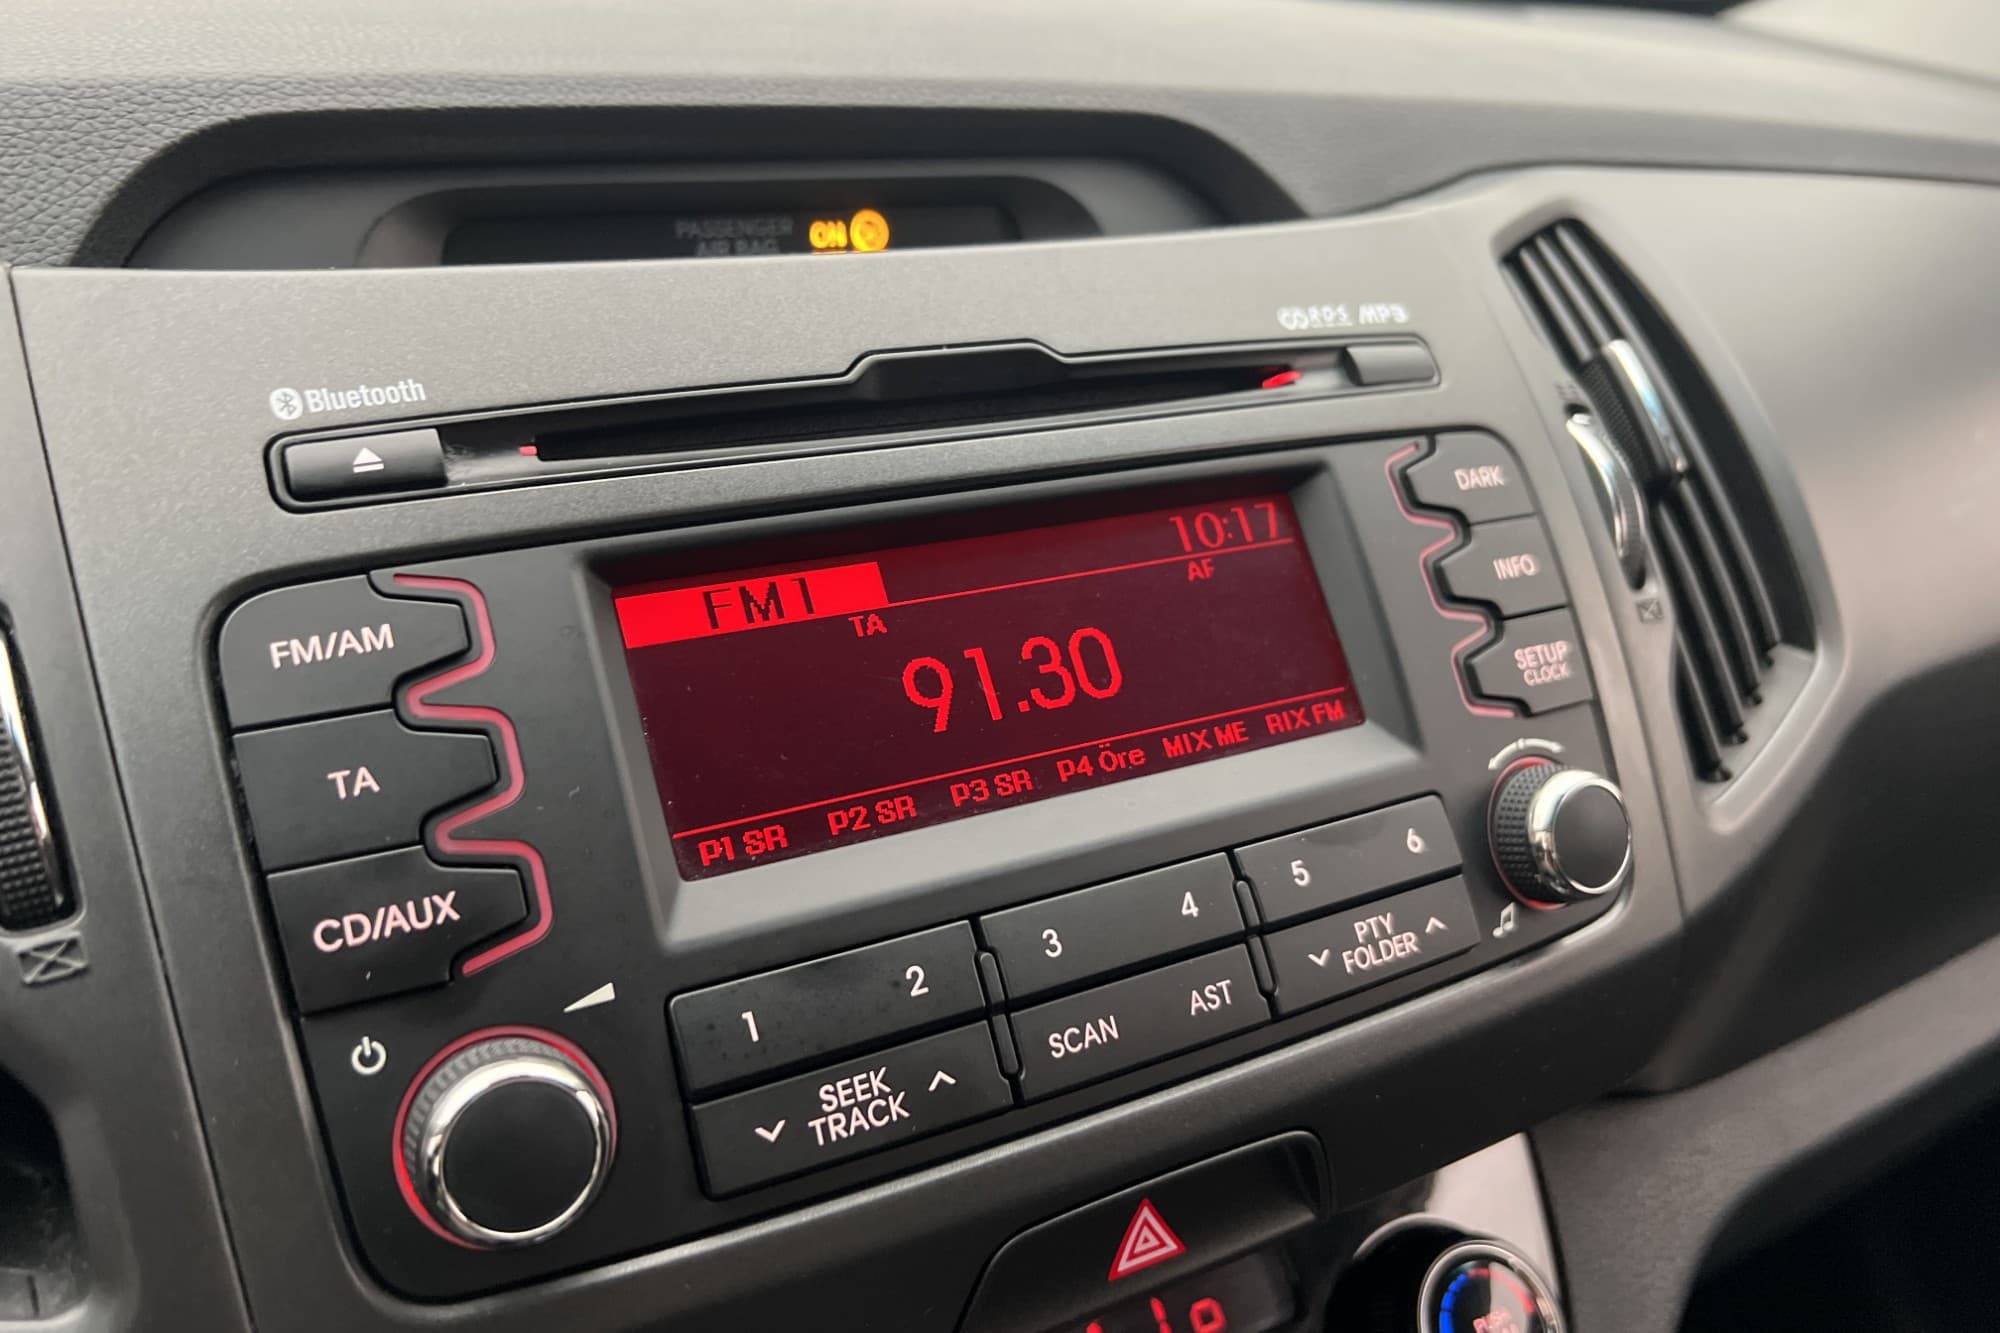 PASSENGER
AIR BAG
ON
Bluetooth
RDS MP3
FM/AM
TA
CD/AUX
10:17
FM1
TA
AF
91.30
P1 SR P2 SR P3 SR P4 Öre MIX ME RIX FM
DARK
INFO
SETUP
CLOCK
1 2 3 4 5 6
SEEK
TRACK
SCAN AST
PTY
FOLDER
PUSH